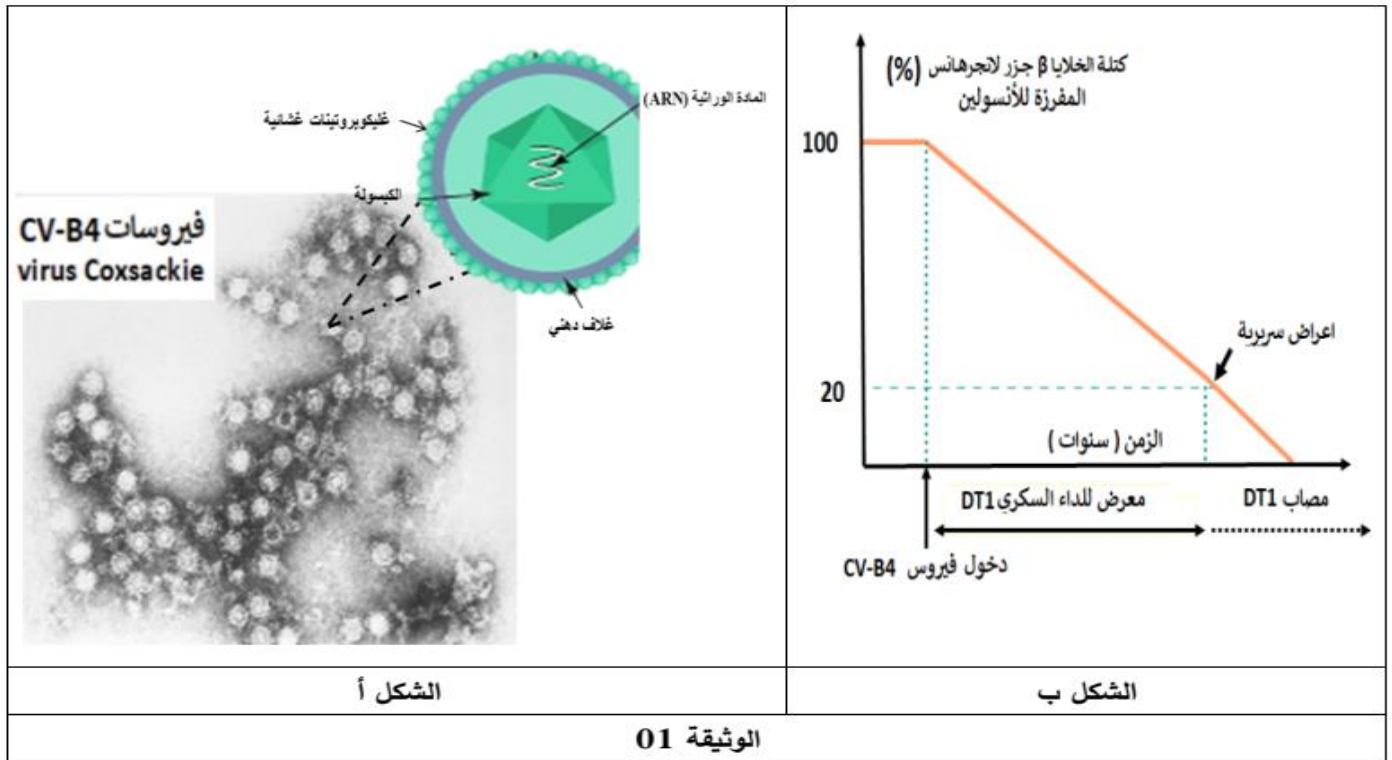 المادة الوراثية (ARN)
غليكوبروتينات غشائية
الكبسولة
غلاف دهني
فيروسات CV-B4
virus Coxsackie
كتلة الخلايا β جزر لانجرهانس (%)
المفرزة للأنسولين
100
20
اعراض سريرية
الزمن ( سنوات )
معرض للداء السكري DT1
مصاب DT1
دخول فيروس CV-B4
الشكل أ
الشكل ب
الوثيقة 01